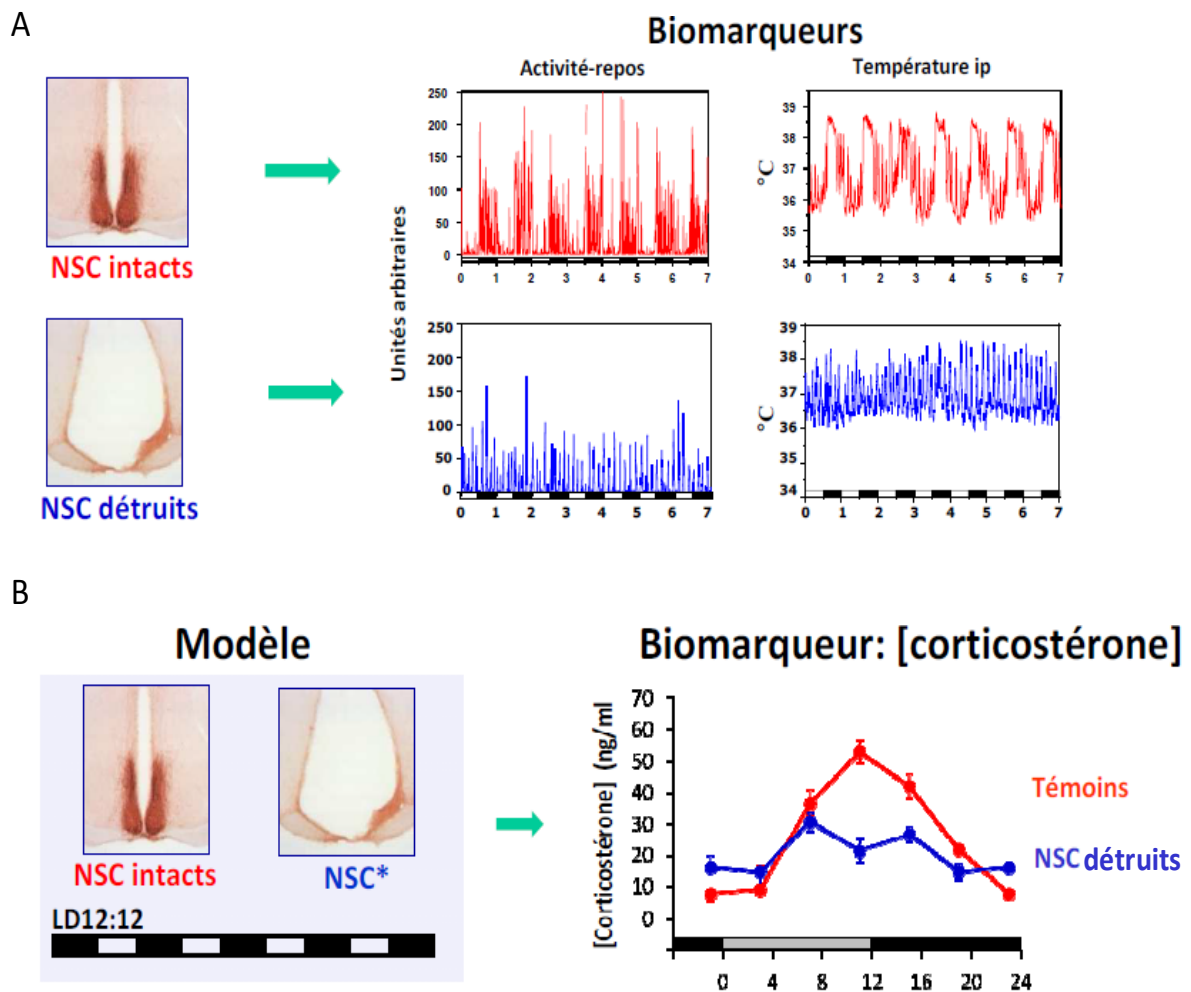 A
Biomarqueurs
Activité-repos
Température ip
Unités arbitraires
250
200
150
100
50
0
0 1 2 3 4 5 6 7
°C
39
38
37
36
35
34
0 1 2 3 4 5 6 7
NSC intacts
250
200
150
100
50
0
0 1 2 3 4 5 6 7
°C
39
38
37
36
35
34
0 1 2 3 4 5 6 7
NSC détruits
B
Modèle
NSC intacts
NSC*
LD12:12
Biomarqueur: [corticostérone]
[Corticostérone] (ng/ml
70
60
50
40
30
20
10
0
0 4 8 12 16 20 24
Témoins
NSC détruits